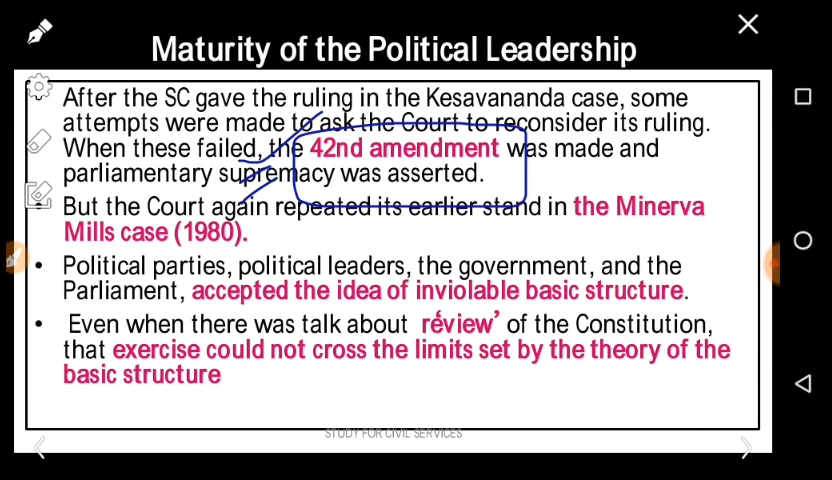 Maturity of the Political Leadership
After the SC gave the ruling in the Kesavananda case, some
attempts were made to ask the Court to reconsider its ruling.
When these failed, the 42nd amendment was made and
parliamentary supremacy was asserted.
• But the Court again repeated its earlier stand in the Minerva
Mills case (1980).
• Political parties, political leaders, the government, and the
Parliament, accepted the idea of inviolable basic structure.
• Even when there was talk about ‘review’ of the Constitution,
that exercise could not cross the limits set by the theory of the
basic structure
STUDY FOR CIVIL SERVICES